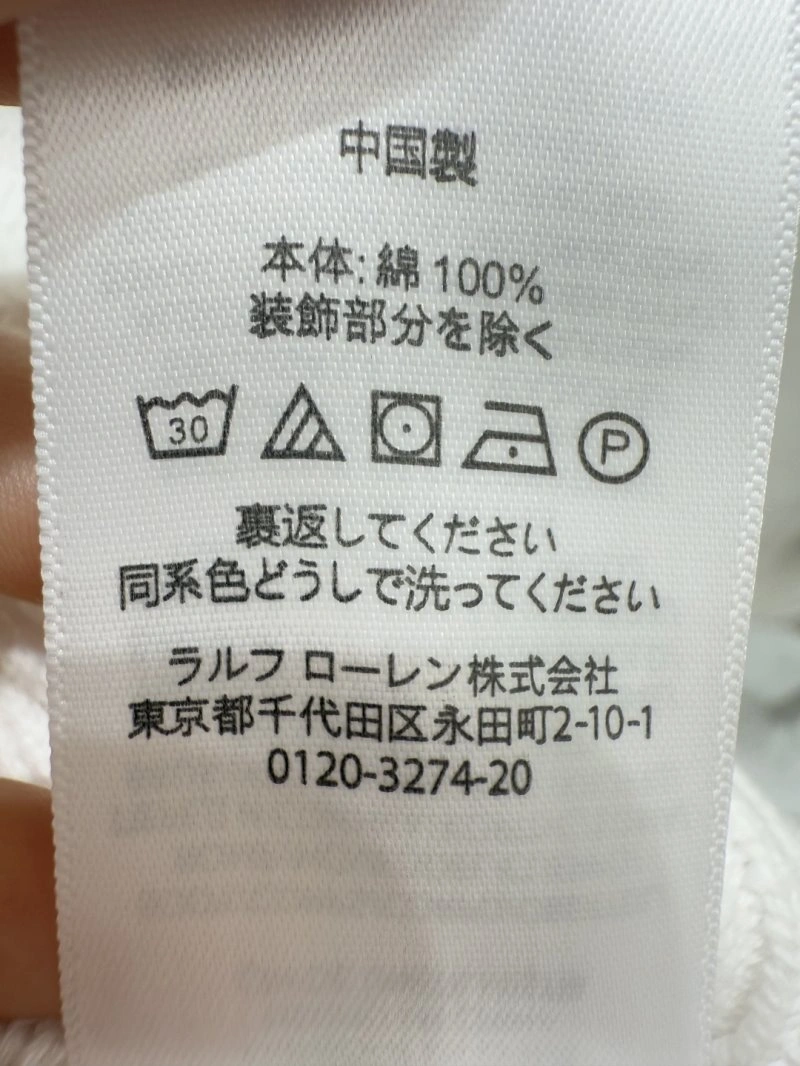 中国製
本体: 綿 100%
装飾部分を除く
30 P
裏返してください
同系色どうしで洗ってください
ラルフ ローレン株式会社
東京都千代田区永田町2-10-1
0120-3274-20